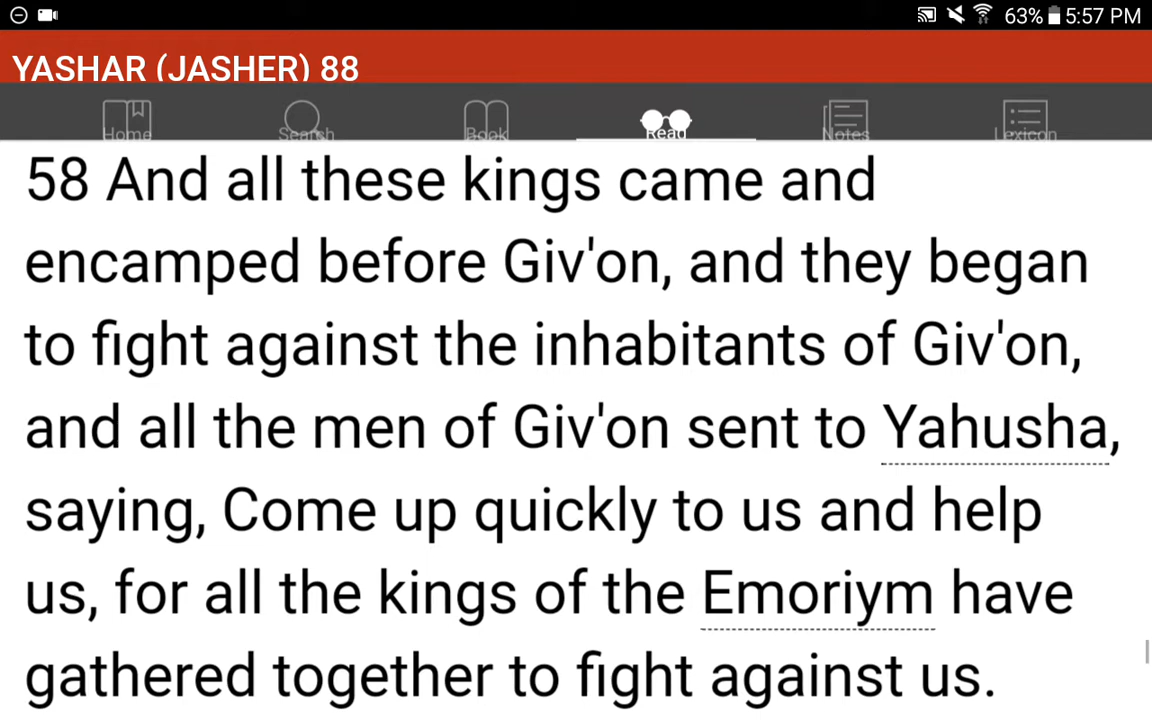 63% 5:57 PM
YASHAR (JASHER) 88
Home Search Book Read Notes Lexicon
58 And all these kings came and
encamped before Giv'on, and they began
to fight against the inhabitants of Giv'on,
and all the men of Giv'on sent to Yahusha,
saying, Come up quickly to us and help
us, for all the kings of the Emoriym have
gathered together to fight against us.